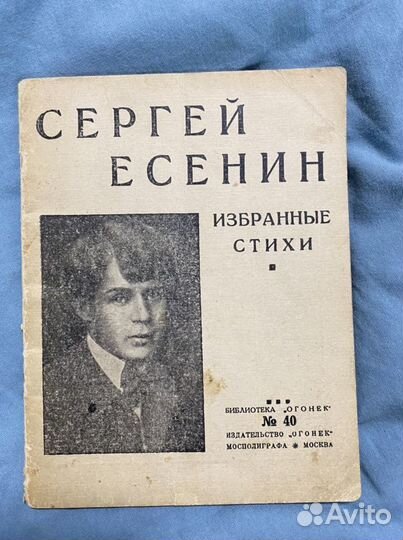 СЕРГЕЙ
ЕСЕНИН
ИЗБРАННЫЕ
СТИХИ
БИБЛИОТЕКА „ОГОНЕК"
№ 40
ИЗДАТЕЛЬСТВО „ОГОНЕК"
МОСПОЛИГРАФА * МОСКВА
Avito